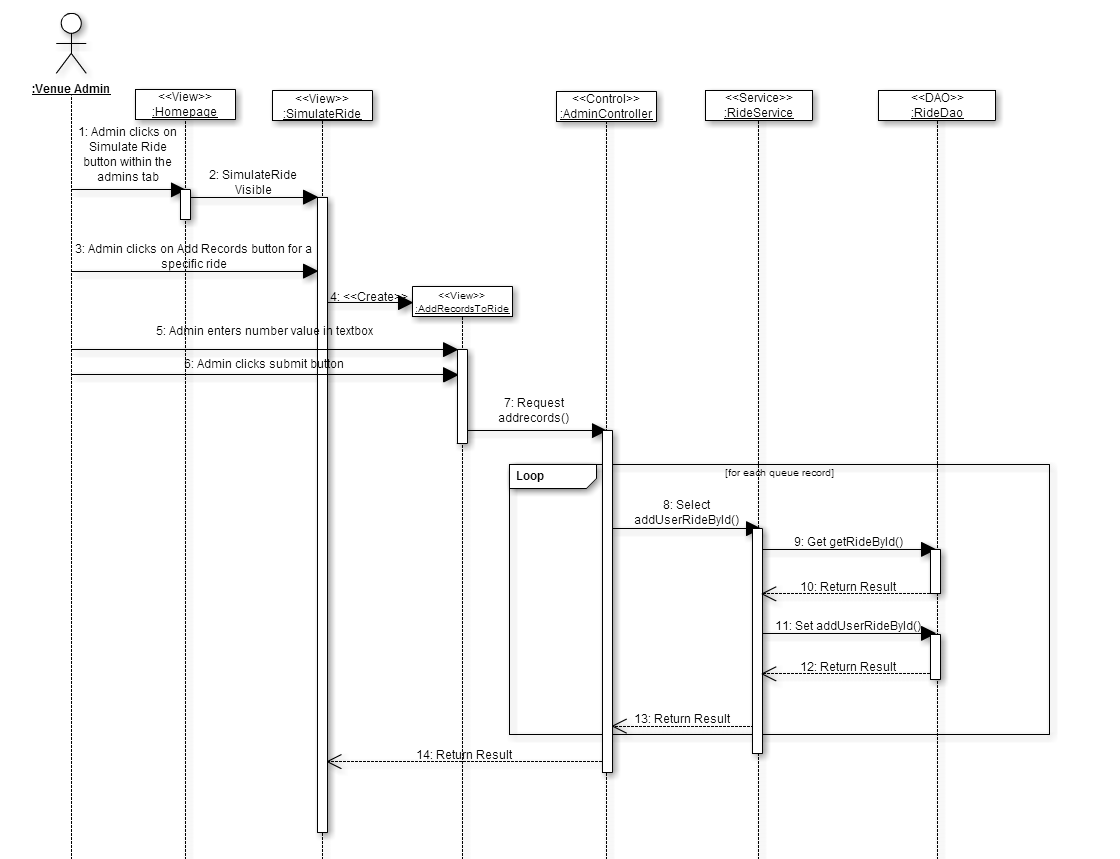 :Venue Admin
<<View>>
:Homepage
<<View>>
:SimulateRide
<<Control>>
:AdminController
<<Service>>
:RideService
<<DAO>>
:RideDao
1: Admin clicks on
Simulate Ride
button within the
admins tab
2: SimulateRide
Visible
3: Admin clicks on Add Records button for a
specific ride
4: <<Create>>
<<View>>
:AddRecordsToRide
5: Admin enters number value in textbox
6: Admin clicks submit button
7: Request
addrecords()
Loop
[for each queue record]
8: Select
addUserRideById()
9: Get getRideById()
10: Return Result
11: Set addUserRideById()
12: Return Result
13: Return Result
14: Return Result